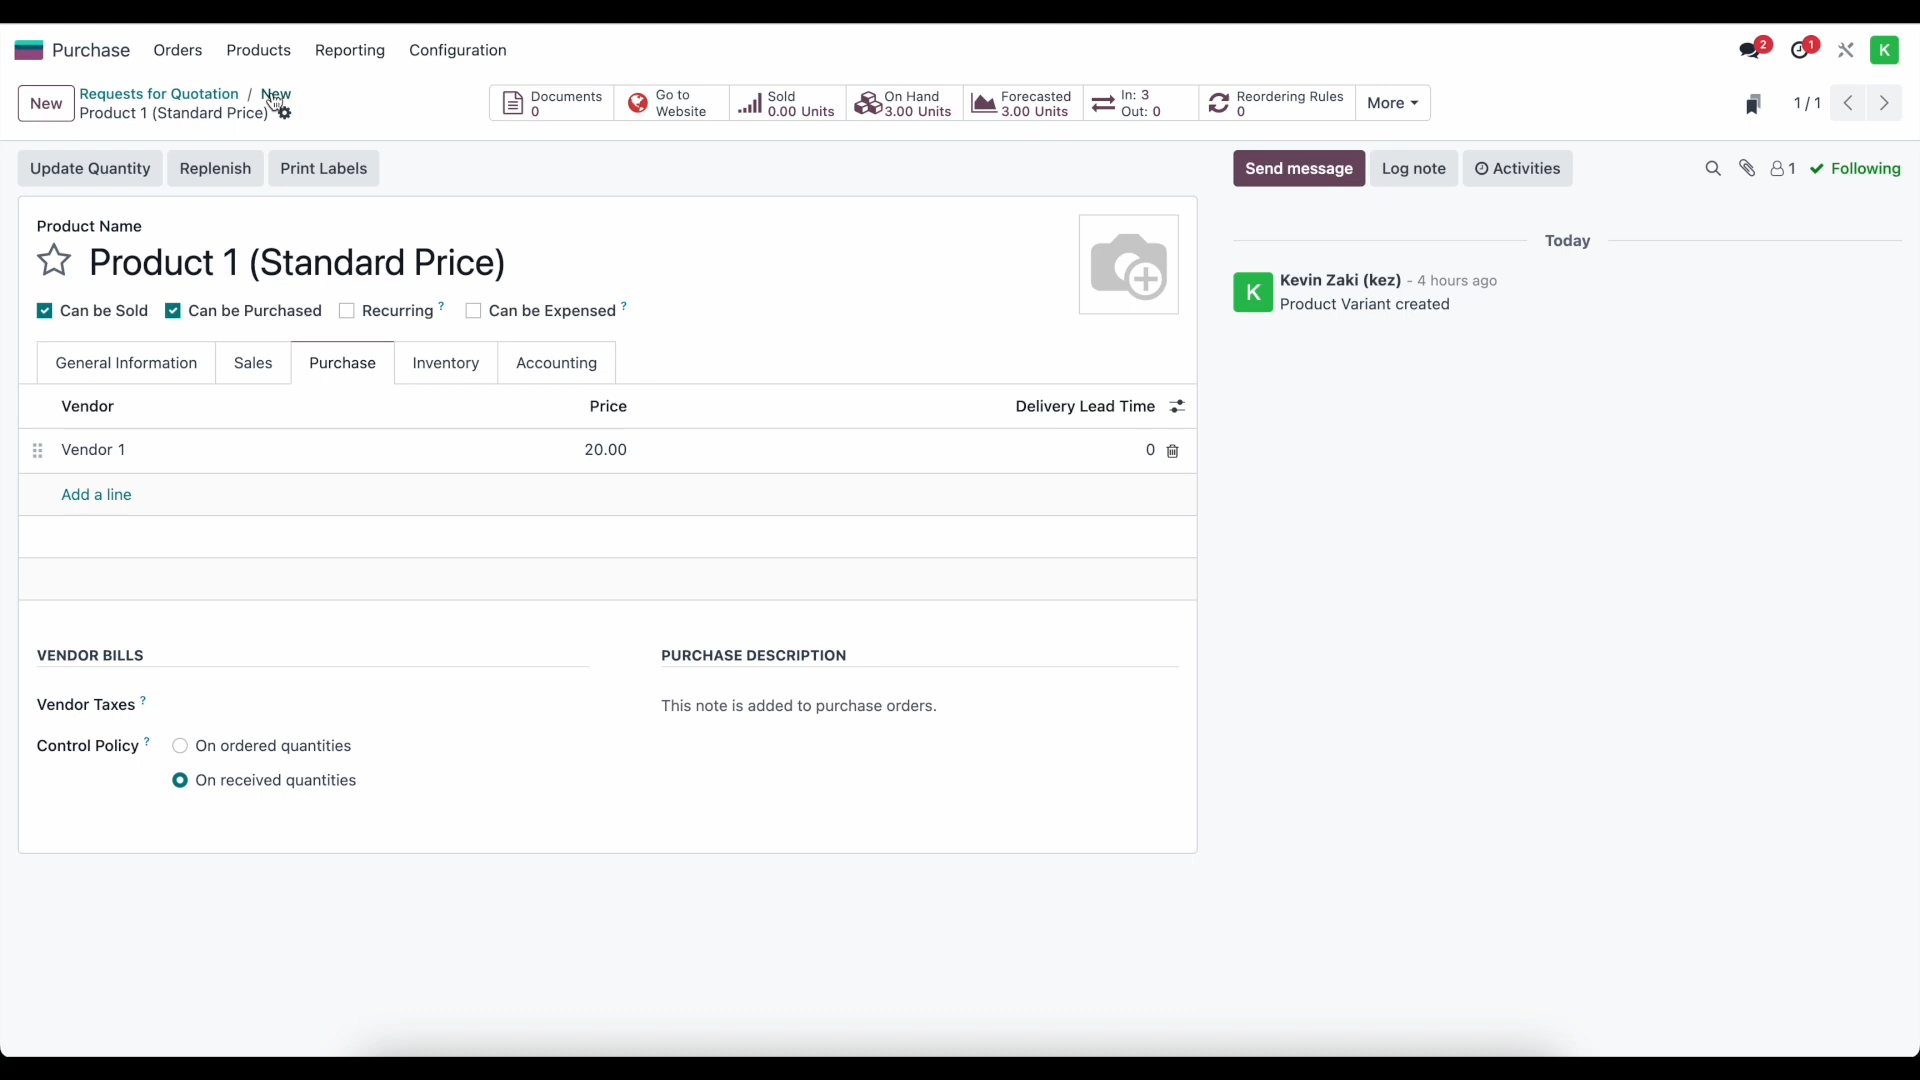 Purchase Orders Products Reporting Configuration 2 1 K
New Requests for Quotation / New
Product 1 (Standard Price)
Documents 0
Go to Website
Sold 0.00 Units
On Hand 3.00 Units
Forecasted 3.00 Units
In: 3 Out: 0
Reordering Rules 0
More
1 / 1
Update Quantity Replenish Print Labels
Send message Log note Activities 1 Following
Product Name
Product 1 (Standard Price)
Can be Sold Can be Purchased Recurring ? Can be Expensed ?
General Information Sales Purchase Inventory Accounting
Vendor Price Delivery Lead Time
Vendor 1 20.00 0
Add a line
VENDOR BILLS
Vendor Taxes ?
Control Policy ? On ordered quantities
On received quantities
PURCHASE DESCRIPTION
This note is added to purchase orders.
Today
K Kevin Zaki (kez) - 4 hours ago
Product Variant created